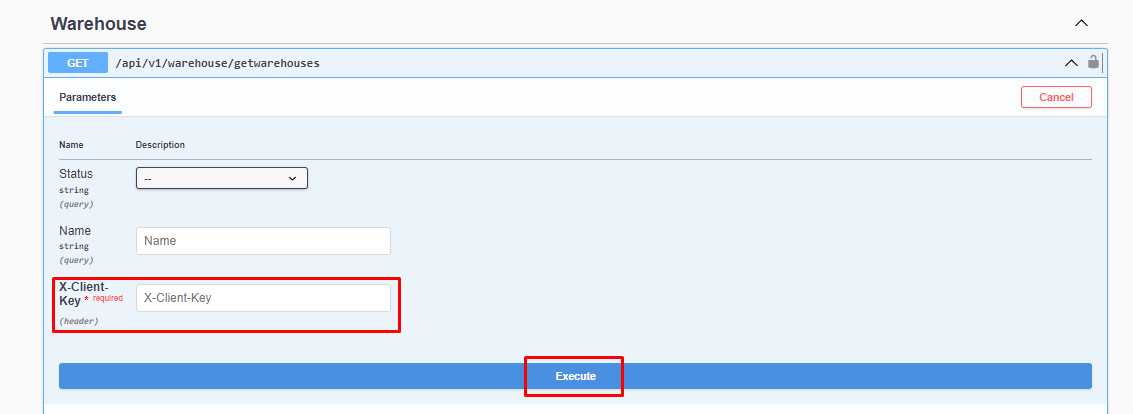 Warehouse
GET /api/v1/warehouse/getwarehouses
Parameters
Cancel
Name Description
Status
string
(query)
--
Name
string
(query)
Name
X-Client-
Key * required
(header)
X-Client-Key
Execute